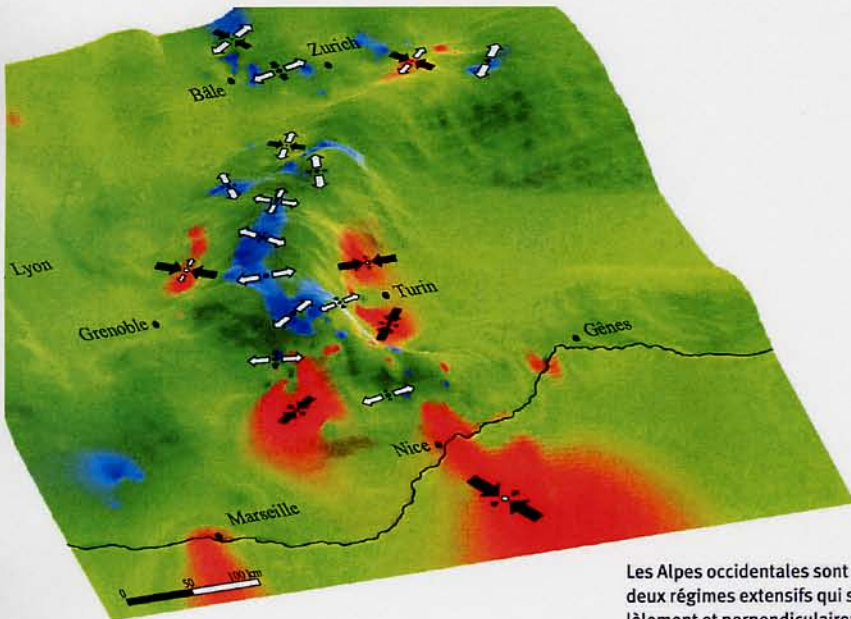 Zurich
Bâle
Lyon
Turin
Grenoble
Gênes
Nice
Marseille
0 50 100 km
Les Alpes occidentales sont
deux régimes extensifs qui s
lèlement et perpendiculaire